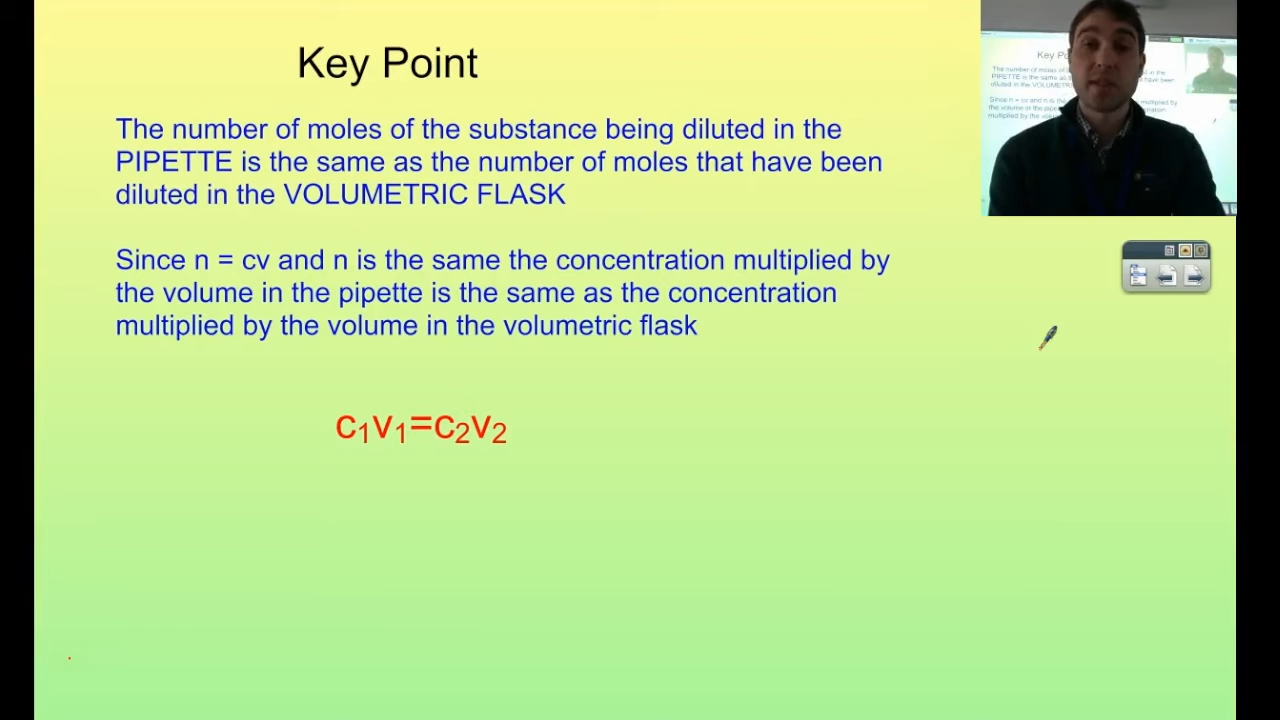 Key Point
The number of moles of the substance being diluted in the
PIPETTE is the same as the number of moles that have been
diluted in the VOLUMETRIC FLASK
Since n = cv and n is the same the concentration multiplied by
the volume in the pipette is the same as the concentration
multiplied by the volume in the volumetric flask
c₁v₁=c₂v₂